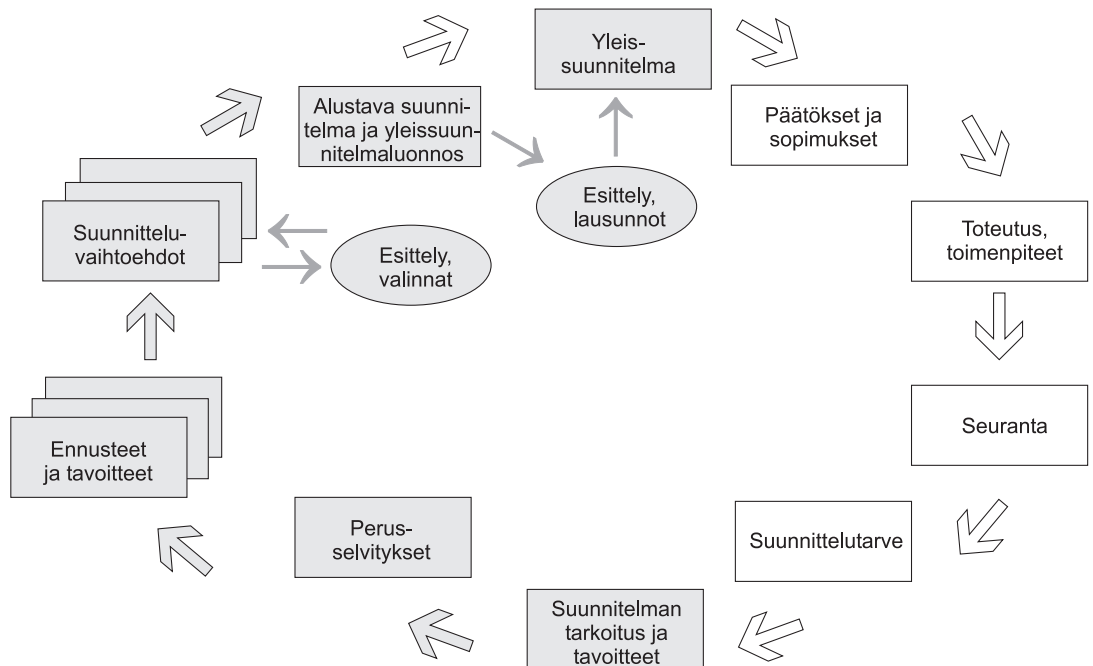 Yleis-
suunnitelma
Alustava suunni-
telma ja yleissuun-
nitelmaluonnos
Päätökset ja
sopimukset
Esittely,
lausunnot
Suunnittelu-
vaihtoehdot
Esittely,
valinnat
Toteutus,
toimenpiteet
Ennusteet
ja tavoitteet
Seuranta
Perus-
selvitykset
Suunnittelutarve
Suunnitelman
tarkoitus ja
tavoitteet